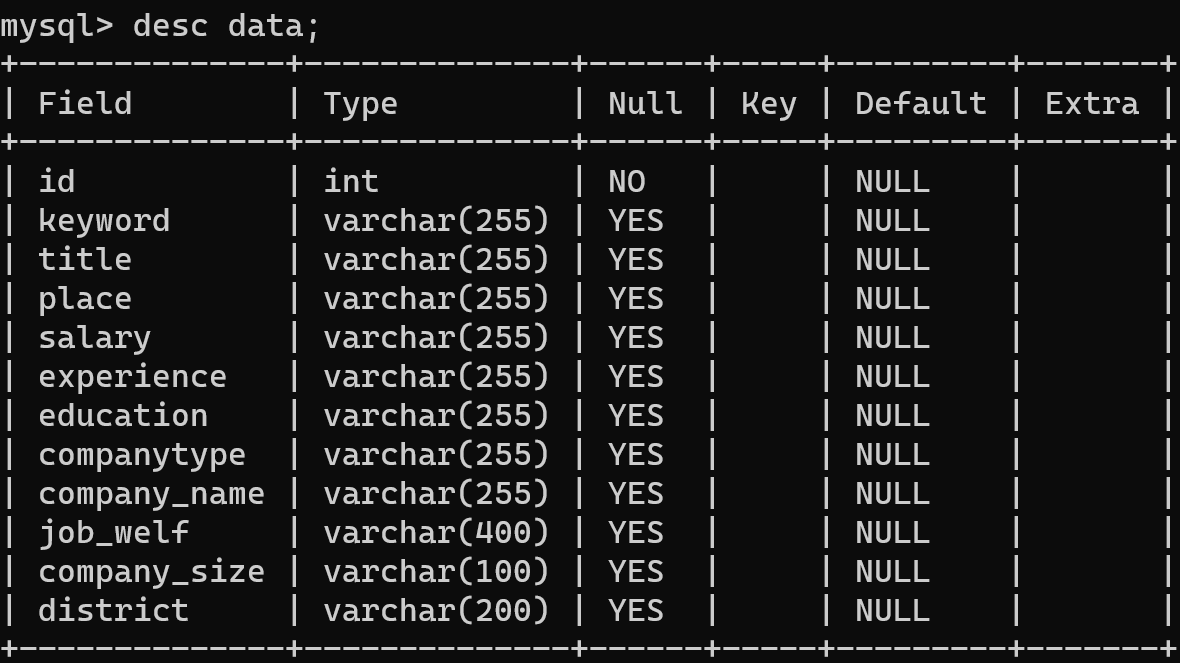 mysql> desc data;
+--------------+--------------+------+-----+---------+-------+
| Field        | Type         | Null | Key | Default | Extra |
+--------------+--------------+------+-----+---------+-------+
| id           | int          | NO   |     | NULL    |       |
| keyword      | varchar(255) | YES  |     | NULL    |       |
| title        | varchar(255) | YES  |     | NULL    |       |
| place        | varchar(255) | YES  |     | NULL    |       |
| salary       | varchar(255) | YES  |     | NULL    |       |
| experience   | varchar(255) | YES  |     | NULL    |       |
| education    | varchar(255) | YES  |     | NULL    |       |
| companytype  | varchar(255) | YES  |     | NULL    |       |
| company_name | varchar(255) | YES  |     | NULL    |       |
| job_welf     | varchar(400) | YES  |     | NULL    |       |
| company_size | varchar(100) | YES  |     | NULL    |       |
| district     | varchar(200) | YES  |     | NULL    |       |
+--------------+--------------+------+-----+---------+-------+